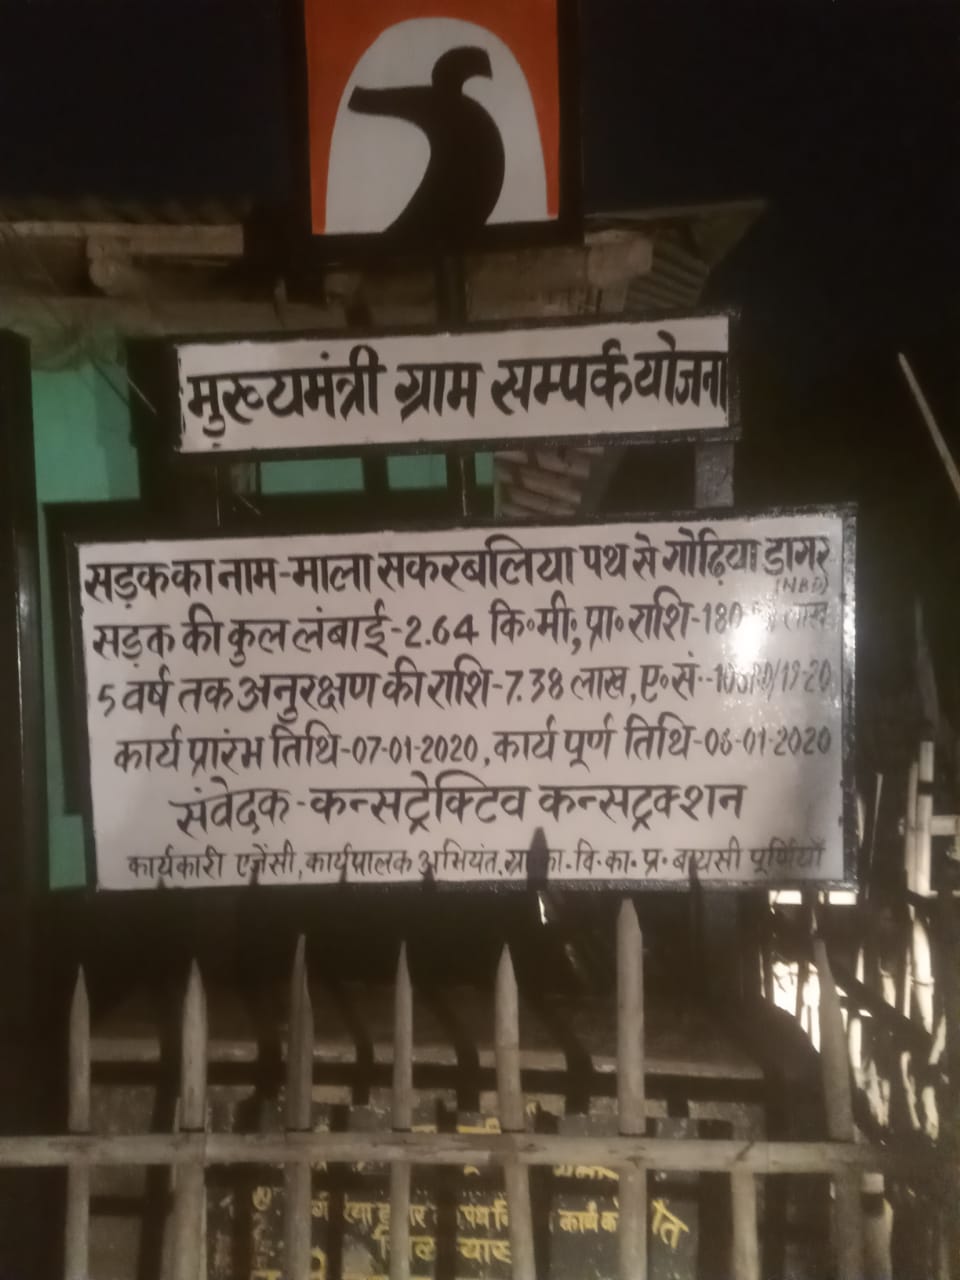 मुख्यमंत्री ग्राम सम्पर्क योजना
सड़क का नाम-माला सकरबलिया पथ से गोढ़िया डागर
(NBD)
सड़क की कुल लंबाई-2.64 कि॰मी॰, प्रा॰ राशि-180 लाख
5 वर्ष तक अनुरक्षण की राशि-7.38 लाख, ए॰सं॰-
कार्य प्रारंभ तिथि-07-01-2020, कार्य पूर्ण तिथि-06-01-2020
संवेदक-कन्सट्रेक्टिव कन्सट्रक्शन
कार्यकारी एजेंसी, कार्यपालक अभियंत. ग्रा॰का॰वि॰का॰प्र॰ बायसी पूर्णियाँ